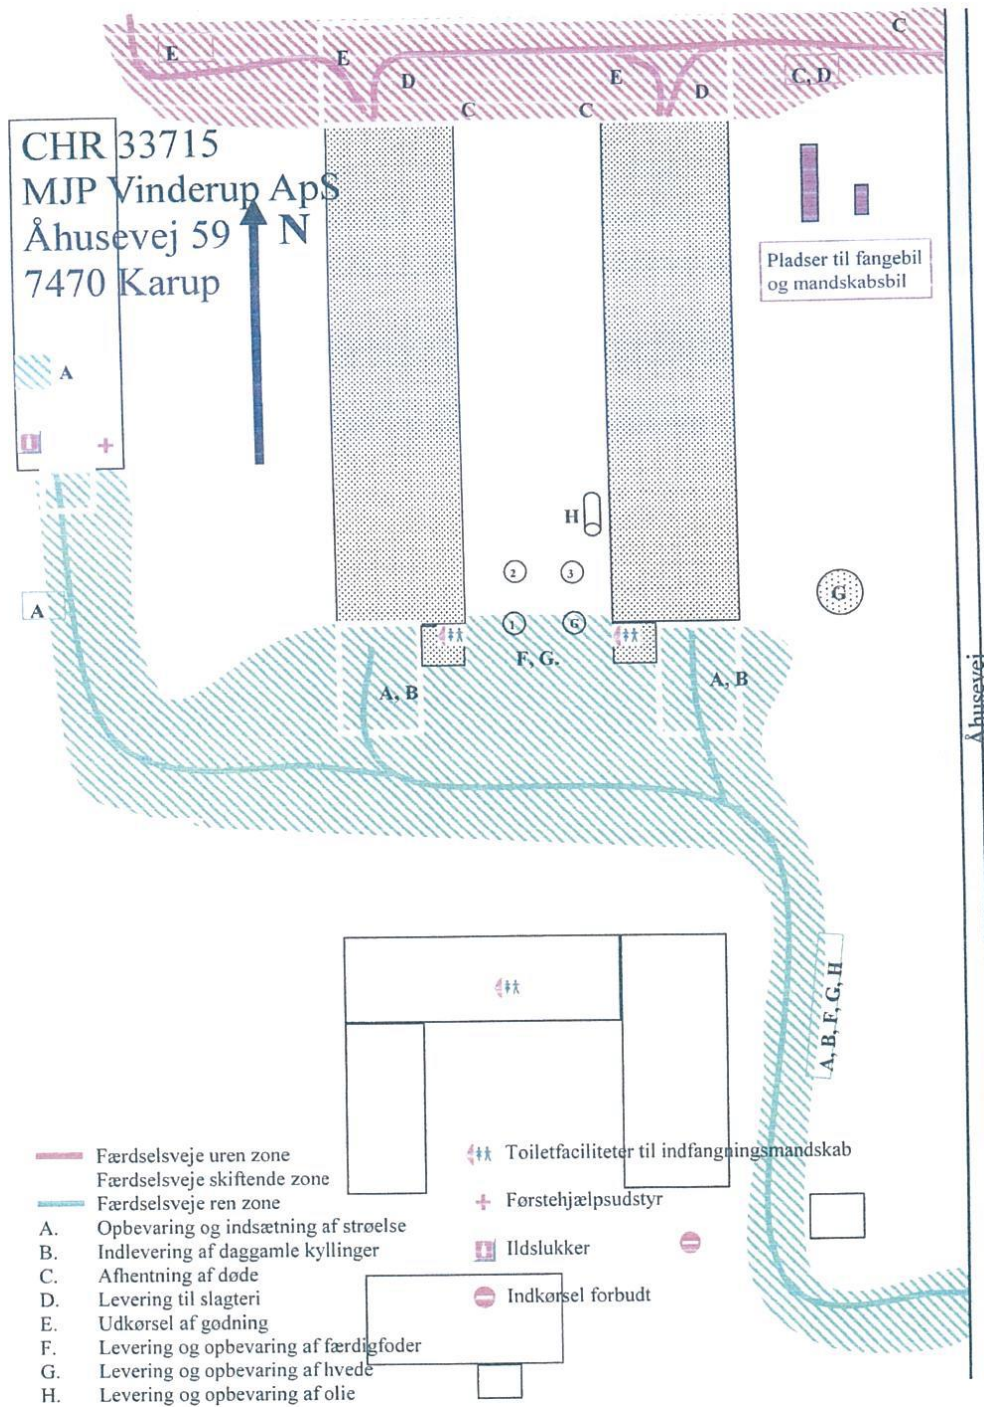 C
E
E
D
E
D
C, D
C
C
CHR 33715
MJP Vinderup ApS
Åhusevej 59
7470 Karup
N
Pladser til fangebil
og mandskabsbil
A
H
2
3
G
A
1
G
F, G.
A, B
A, B
Åhusevej
A, B, F, G, H
Færdselsveje uren zone
Færdselsveje skiftende zone
Færdselsveje ren zone
A. Opbevaring og indsætning af strøelse
B. Indlevering af daggamle kyllinger
C. Afhentning af døde
D. Levering til slagteri
E. Udkørsel af gødning
F. Levering og opbevaring af færdigfoder
G. Levering og opbevaring af hvede
H. Levering og opbevaring af olie
Toiletfaciliteter til indfangningsmandskab
Førstehjælpsudstyr
Ildslukker
Indkørsel forbudt